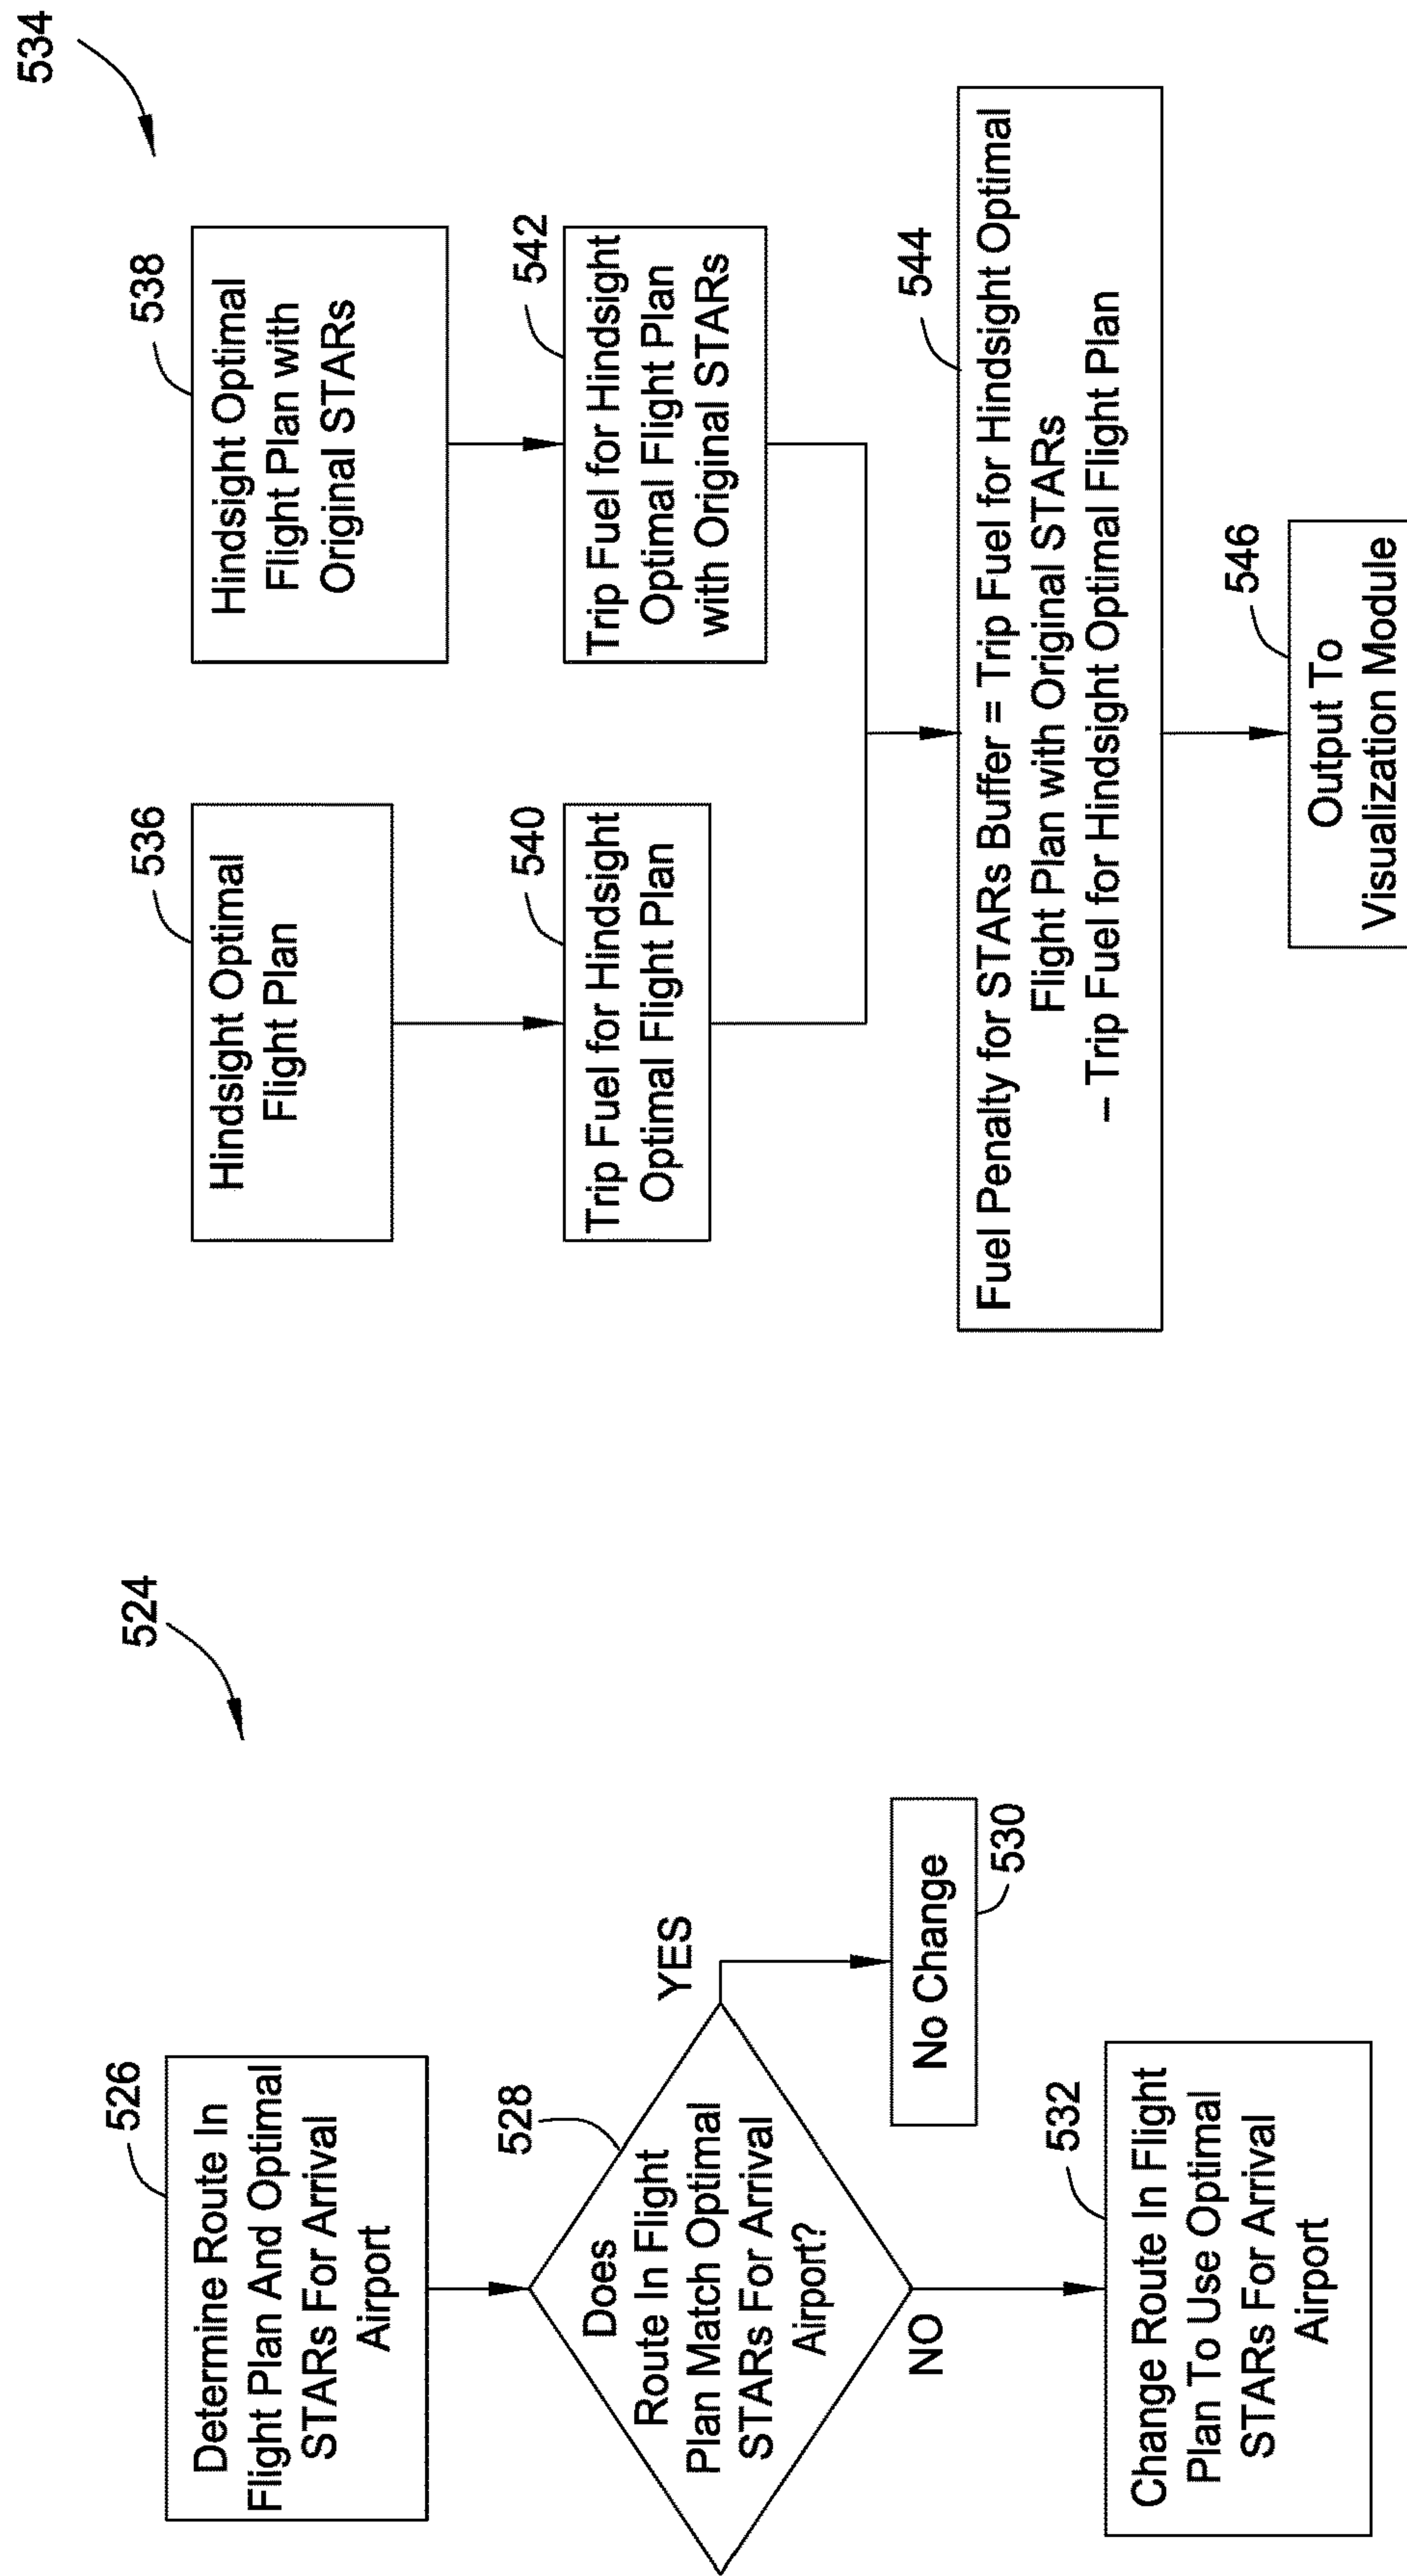 524
526
Determine Route In
Flight Plan And Optimal
STARs For Arrival
Airport
528
Does
Route In Flight
Plan Match Optimal
STARs For Arrival
Airport?
YES
No Change
530
NO
532
Change Route In Flight
Plan To Use Optimal
STARs For Arrival
Airport
534
536
Hindsight Optimal
Flight Plan
538
Hindsight Optimal
Flight Plan with
Original STARs
540
Trip Fuel for Hindsight
Optimal Flight Plan
542
Trip Fuel for Hindsight
Optimal Flight Plan
with Original STARs
544
Fuel Penalty for STARs Buffer = Trip Fuel for Hindsight Optimal
Flight Plan with Original STARs
– Trip Fuel for Hindsight Optimal Flight Plan
546
Output To
Visualization Module